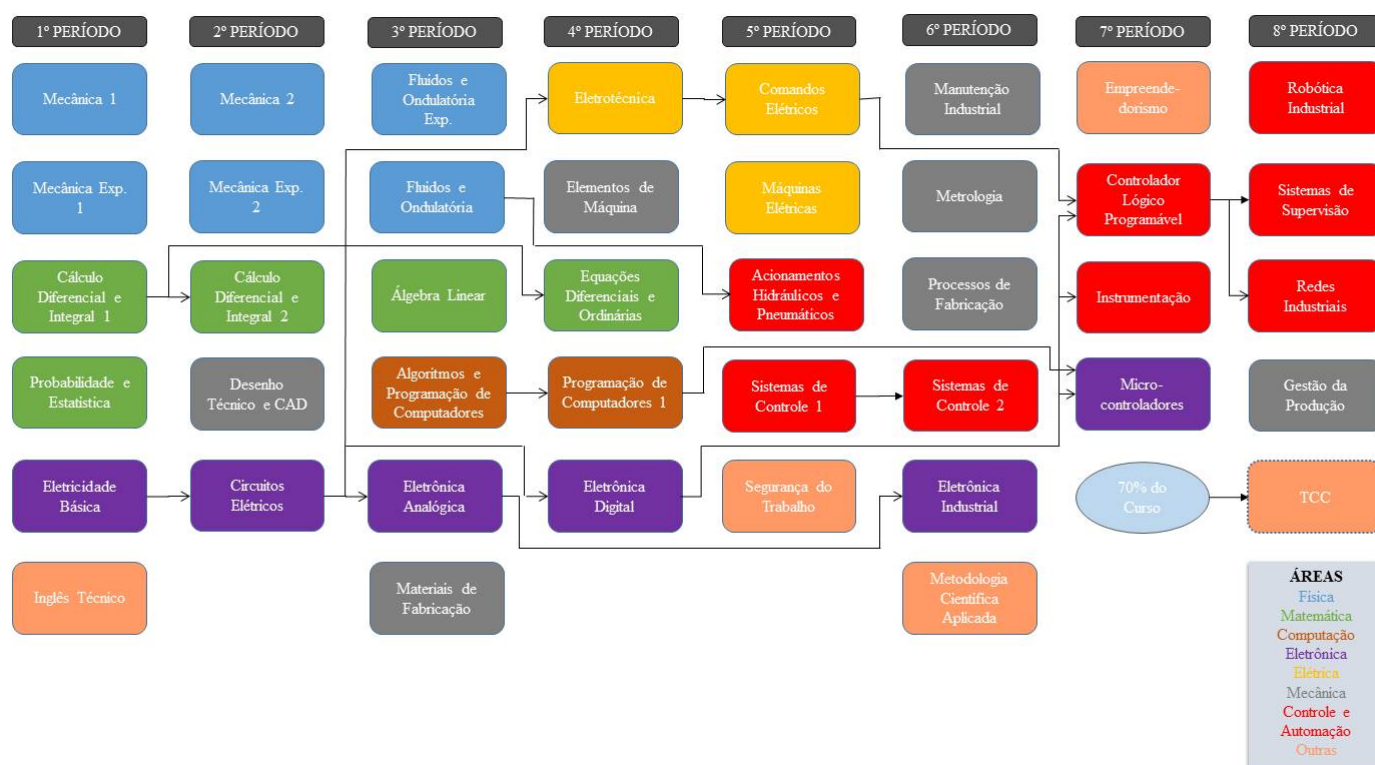 1º PERÍODO
2º PERÍODO
3º PERÍODO
4º PERÍODO
5º PERÍODO
6º PERÍODO
7º PERÍODO
8º PERÍODO
Mecânica 1
Mecânica 2
Fluidos e
Ondulatória
Exp.
Eletrotécnica
Comandos
Elétricos
Manutenção
Industrial
Empreende-
dorismo
Robótica
Industrial
Mecânica Exp.
1
Mecânica Exp.
2
Fluidos e
Ondulatória
Elementos de
Máquina
Máquinas
Elétricas
Metrologia
Controlador
Lógico
Programável
Sistemas de
Supervisão
Cálculo
Diferencial e
Integral 1
Cálculo
Diferencial e
Integral 2
Álgebra Linear
Equações
Diferenciais e
Ordinárias
Acionamentos
Hidráulicos e
Pneumáticos
Processos de
Fabricação
Instrumentação
Redes
Industriais
Probabilidade e
Estatistica
Desenho
Técnico e CAD
Algoritmos e
Programação de
Computadores
Programação de
Computadores 1
Sistemas de
Controle 1
Sistemas de
Controle 2
Micro-
controladores
Gestão da
Produção
Eletricidade
Básica
Circuitos
Elétricos
Eletrônica
Analógica
Eletrônica
Digital
Segurança do
Trabalho
Eletrônica
Industrial
70% do
Curso
TCC
Inglês Técnico
Materiais de
Fabricação
Metodologia
Científica
Aplicada
ÁREAS
Física
Matemática
Computação
Eletrônica
Elétrica
Mecânica
Controle e
Automação
Outras